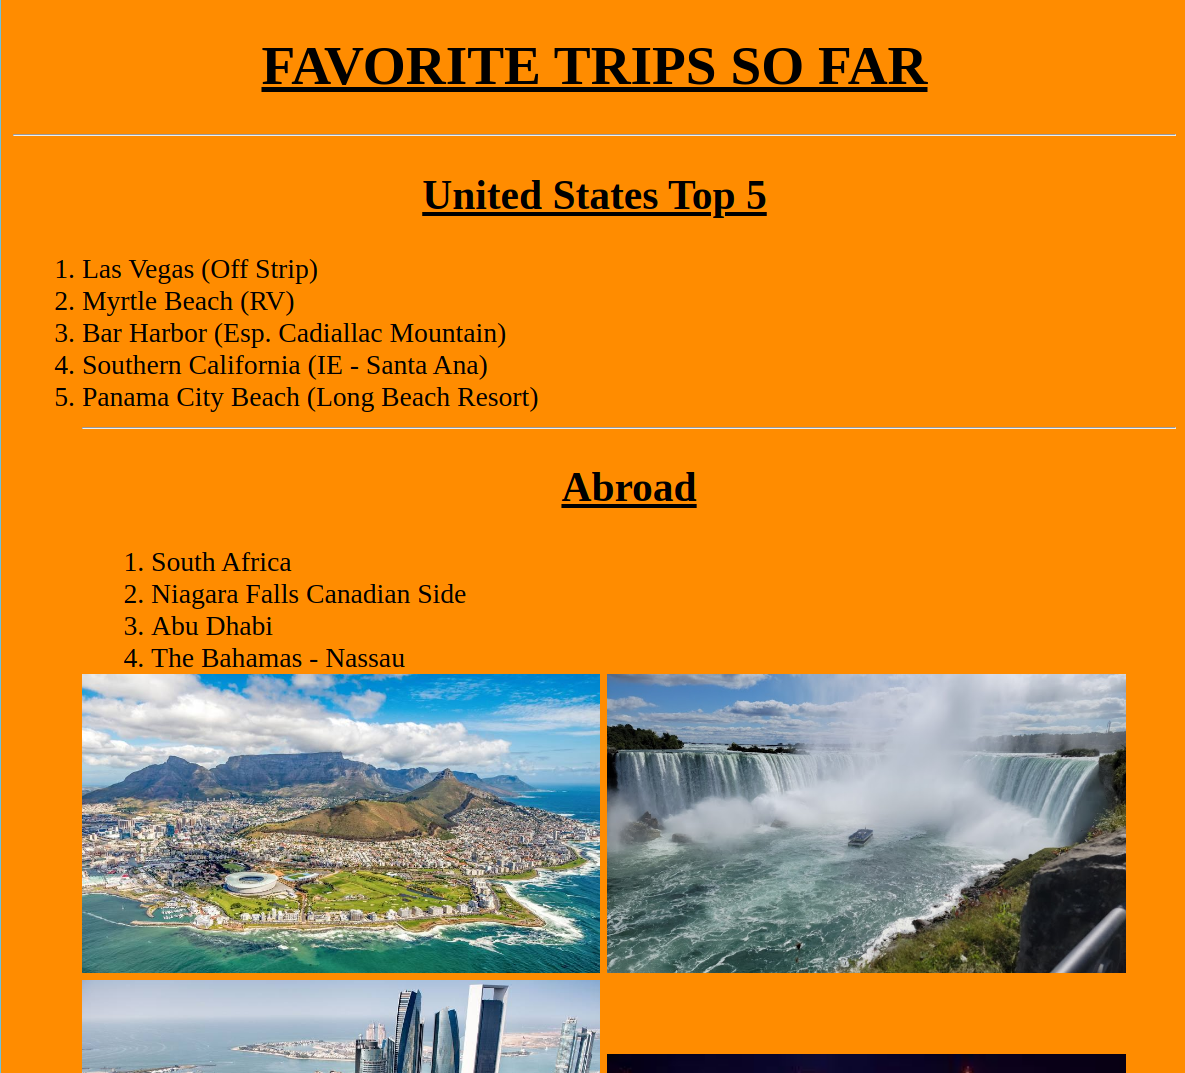 FAVORITE TRIPS SO FAR
United States Top 5
1. Las Vegas (Off Strip)
2. Myrtle Beach (RV)
3. Bar Harbor (Esp. Cadiallac Mountain)
4. Southern California (IE - Santa Ana)
5. Panama City Beach (Long Beach Resort)
Abroad
1. South Africa
2. Niagara Falls Canadian Side
3. Abu Dhabi
4. The Bahamas - Nassau